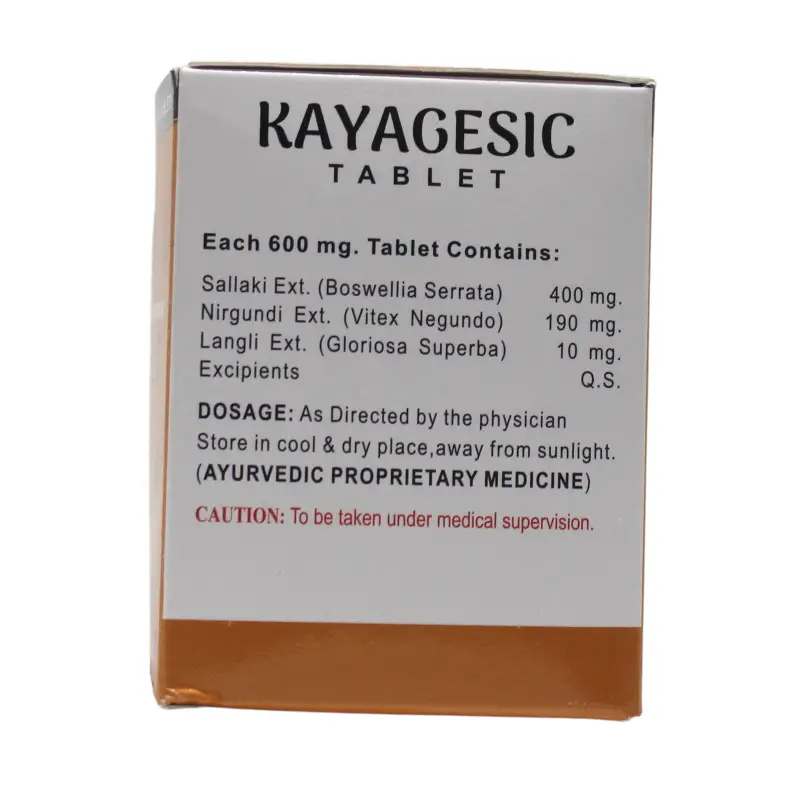 KAYAGESIC
TABLET
Each 600 mg. Tablet Contains:
Sallaki Ext. (Boswellia Serrata) 400 mg.
Nirgundi Ext. (Vitex Negundo) 190 mg.
Langli Ext. (Gloriosa Superba) 10 mg.
Excipients Q.S.
DOSAGE: As Directed by the physician
Store in cool & dry place,away from sunlight.
(AYURVEDIC PROPRIETARY MEDICINE)
CAUTION: To be taken under medical supervision.